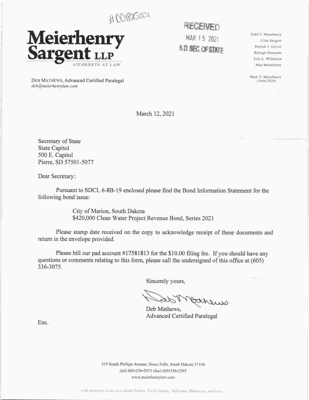 RECEIVED
MAR 15 2021
S.D. SEC. OF STATE
Meierhenry
Sargent LLP
ATTORNEYS AT LAW
DEB MATHEWS, Advanced Certified Paralegal
deb@meierhenrylaw.com
Todd V. Meierhenry
Clint Sargent
Patrick J. Glover
Raleigh Hansman
Mark V. Meierhenry
March 12, 2021
Secretary of State
State Capitol
500 E. Capitol
Pierre, SD 57501-5077
Dear Secretary:
Pursuant to SDCL 6-8B-19 enclosed please find the Bond Information Statement for the
following bond issue:
City of Marion, South Dakota
$420,000 Clean Water Project Revenue Bond, Series 2021
Please stamp date received on the copy to acknowledge receipt of these documents and
return in the envelope provided.
Please bill our pad account #17581813 for the $10.00 filing fee. If you should have any
questions or comments relating to this form, please call the undersigned of this office at (605)
336-3075.
Sincerely yours,
Deb Mathews
Deb Mathews,
Advanced Certified Paralegal
Enc.
315 South Phillips Avenue, Sioux Falls, South Dakota 57104
(tel) 605-336-3075 (fax) 605-336-2593
www.meierhenrylaw.com